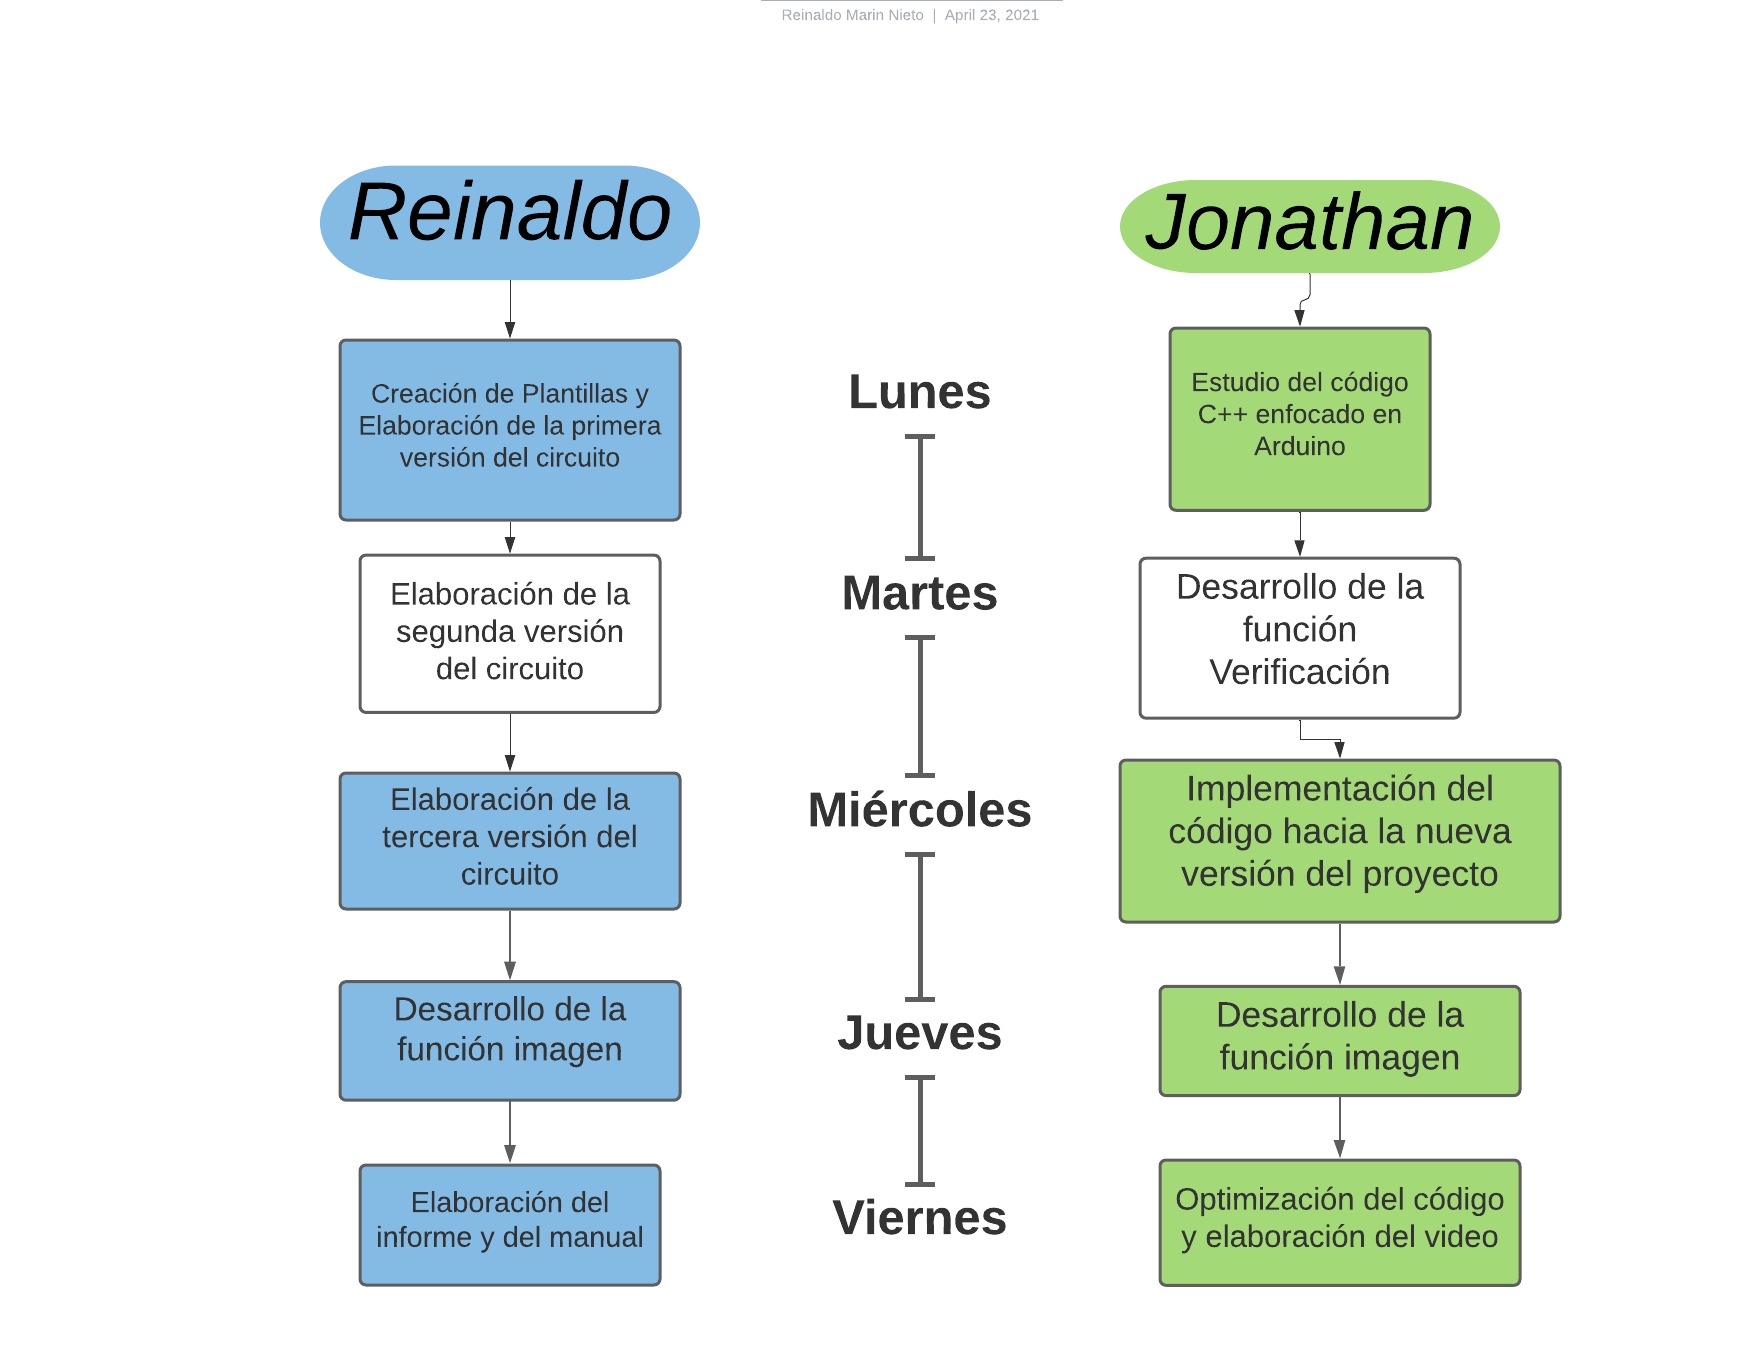 Reinaldo Marin Nieto | April 23, 2021
Reinaldo
Jonathan
Creación de Plantillas y
Elaboración de la primera
versión del circuito
Lunes
Estudio del código
C++ enfocado en
Arduino
Elaboración de la
segunda versión
del circuito
Martes
Desarrollo de la
función
Verificación
Elaboración de la
tercera versión del
circuito
Miércoles
Implementación del
código hacia la nueva
versión del proyecto
Desarrollo de la
función imagen
Jueves
Desarrollo de la
función imagen
Elaboración del
informe y del manual
Viernes
Optimización del código
y elaboración del video